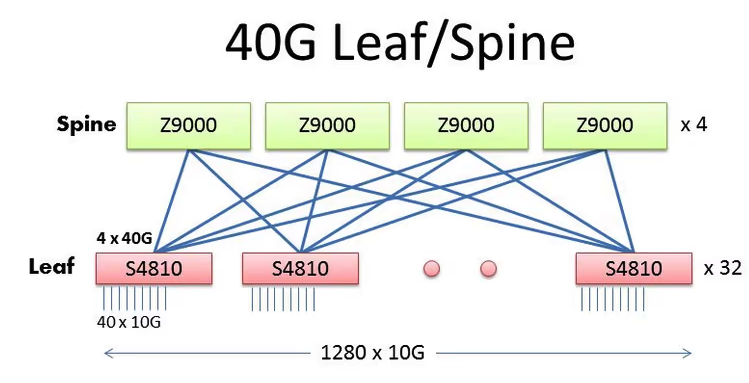 40G Leaf/Spine
Spine Z9000 Z9000 Z9000 Z9000 x 4
4 x 40G
Leaf S4810 S4810 S4810 x 32
40 x 10G
1280 x 10G